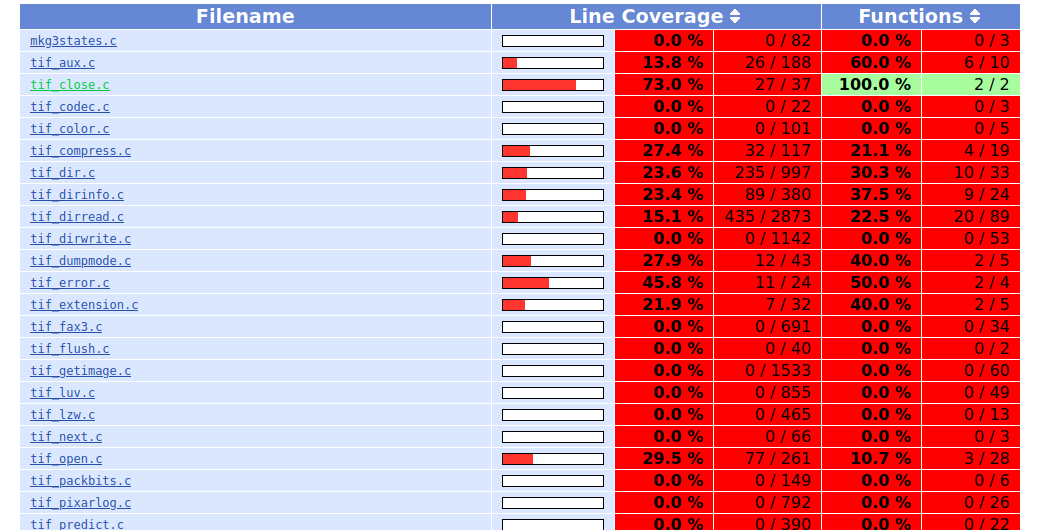 Filename Line Coverage Functions
mkg3states.c 0.0 % 0 / 82 0.0 % 0 / 3
tif_aux.c 13.8 % 26 / 188 60.0 % 6 / 10
tif_close.c 73.0 % 27 / 37 100.0 % 2 / 2
tif_codec.c 0.0 % 0 / 22 0.0 % 0 / 3
tif_color.c 0.0 % 0 / 101 0.0 % 0 / 5
tif_compress.c 27.4 % 32 / 117 21.1 % 4 / 19
tif_dir.c 23.6 % 235 / 997 30.3 % 10 / 33
tif_dirinfo.c 23.4 % 89 / 380 37.5 % 9 / 24
tif_dirread.c 15.1 % 435 / 2873 22.5 % 20 / 89
tif_dirwrite.c 0.0 % 0 / 1142 0.0 % 0 / 53
tif_dumpmode.c 27.9 % 12 / 43 40.0 % 2 / 5
tif_error.c 45.8 % 11 / 24 50.0 % 2 / 4
tif_extension.c 21.9 % 7 / 32 40.0 % 2 / 5
tif_fax3.c 0.0 % 0 / 691 0.0 % 0 / 34
tif_flush.c 0.0 % 0 / 40 0.0 % 0 / 2
tif_getimage.c 0.0 % 0 / 1533 0.0 % 0 / 60
tif_luv.c 0.0 % 0 / 855 0.0 % 0 / 49
tif_lzw.c 0.0 % 0 / 465 0.0 % 0 / 13
tif_next.c 0.0 % 0 / 66 0.0 % 0 / 3
tif_open.c 29.5 % 77 / 261 10.7 % 3 / 28
tif_packbits.c 0.0 % 0 / 149 0.0 % 0 / 6
tif_pixarlog.c 0.0 % 0 / 792 0.0 % 0 / 26
tif_predict.c 0.0 % 0 / 390 0.0 % 0 / 22